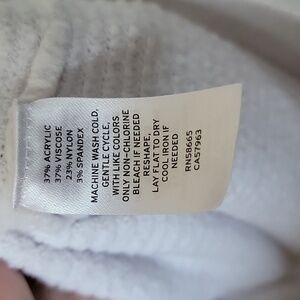 37% ACRYLIC
37% VISCOSE
23% NYLON
3% SPANDEX
MACHINE WASH COLD,
GENTLE CYCLE,
WITH LIKE COLORS
ONLY NON-CHLORINE
BLEACH IF NEEDED
RESHAPE,
LAY FLAT TO DRY
COOL IRON IF
NEEDED
RN58665
CA57963